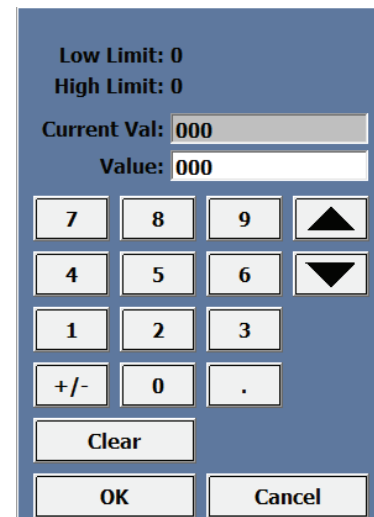 Low Limit: 0
High Limit: 0
Current Val: 000
Value: 000
7 8 9
4 5 6
1 2 3
+/- 0 .
Clear
OK Cancel